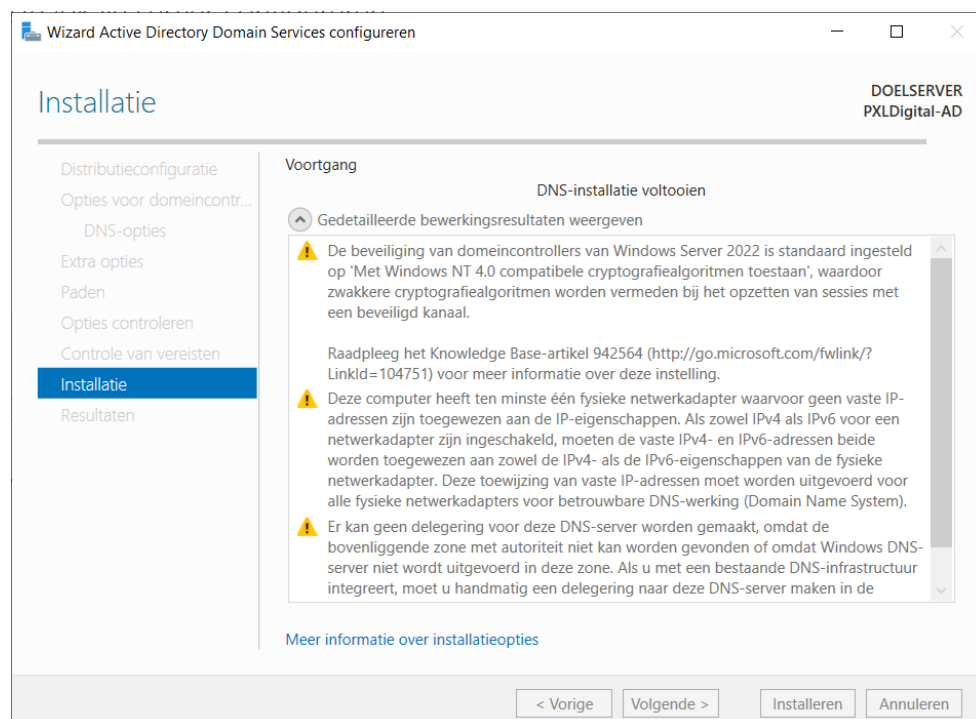 Wizard Active Directory Domain Services configureren
Installatie
DOELSERVER
PXLDigital-AD
Distributieconfiguratie
Opties voor domeincontr...
DNS-opties
Extra opties
Paden
Opties controleren
Controle van vereisten
Installatie
Resultaten
Voortgang
DNS-installatie voltooien
Gedetailleerde bewerkingsresultaten weergeven
De beveiliging van domeincontrollers van Windows Server 2022 is standaard ingesteld
op 'Met Windows NT 4.0 compatibele cryptografiealgoritmen toestaan', waardoor
zwakkere cryptografiealgoritmen worden vermeden bij het opzetten van sessies met
een beveiligd kanaal.
Raadpleeg het Knowledge Base-artikel 942564 (http://go.microsoft.com/fwlink/?
LinkId=104751) voor meer informatie over deze instelling.
Deze computer heeft ten minste één fysieke netwerkadapter waarvoor geen vaste IP-
adressen zijn toegewezen aan de IP-eigenschappen. Als zowel IPv4 als IPv6 voor een
netwerkadapter zijn ingeschakeld, moeten de vaste IPv4- en IPv6-adressen beide
worden toegewezen aan zowel de IPv4- als de IPv6-eigenschappen van de fysieke
netwerkadapter. Deze toewijzing van vaste IP-adressen moet worden uitgevoerd voor
alle fysieke netwerkadapters voor betrouwbare DNS-werking (Domain Name System).
Er kan geen delegering voor deze DNS-server worden gemaakt, omdat de
bovenliggende zone met autoriteit niet kan worden gevonden of omdat Windows DNS-
server niet wordt uitgevoerd in deze zone. Als u met een bestaande DNS-infrastructuur
integreert, moet u handmatig een delegering naar deze DNS-server maken in de
Meer informatie over installatieopties
< Vorige
Volgende >
Installeren
Annuleren